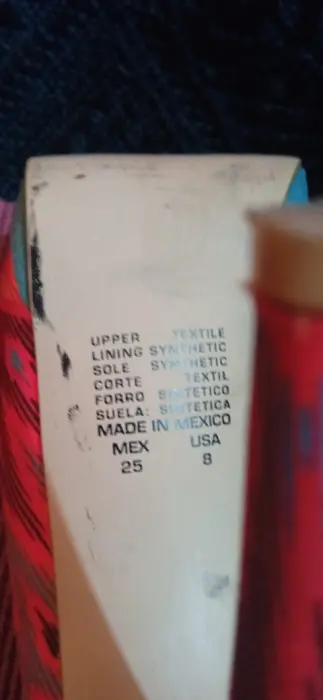 UPPER TEXTILE
LINING SYNTHETIC
SOLE SYNTHETIC
CORTE TEXTIL
FORRO SINTETICO
SUELA: SINTETICA
MADE IN MEXICO
MEX USA
25 8